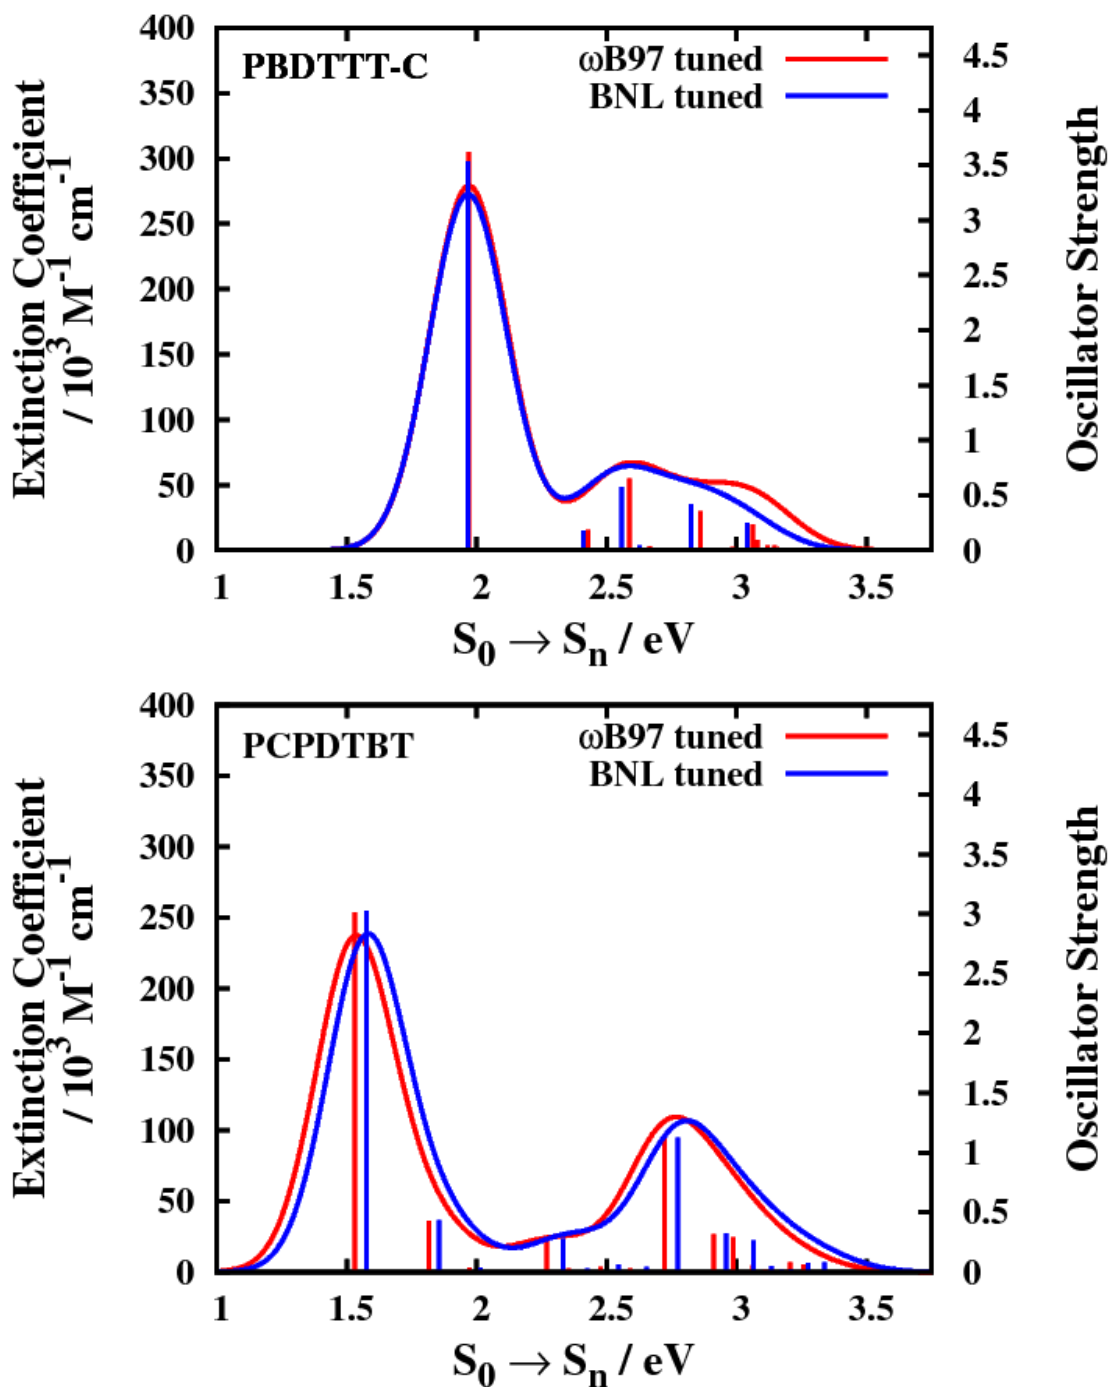 PBDTTT-C
ωB97 tuned
BNL tuned
Extinction Coefficient
/ 10³ M⁻¹ cm⁻¹
400
350
300
250
200
150
100
50
0
4.5
4
3.5
3
2.5
2
1.5
1
0.5
0
Oscillator Strength
1 1.5 2 2.5 3 3.5
S₀ → Sₙ / eV
PCPDTBT
ωB97 tuned
BNL tuned
Extinction Coefficient
/ 10³ M⁻¹ cm⁻¹
400
350
300
250
200
150
100
50
0
4.5
4
3.5
3
2.5
2
1.5
1
0.5
0
Oscillator Strength
1 1.5 2 2.5 3 3.5
S₀ → Sₙ / eV